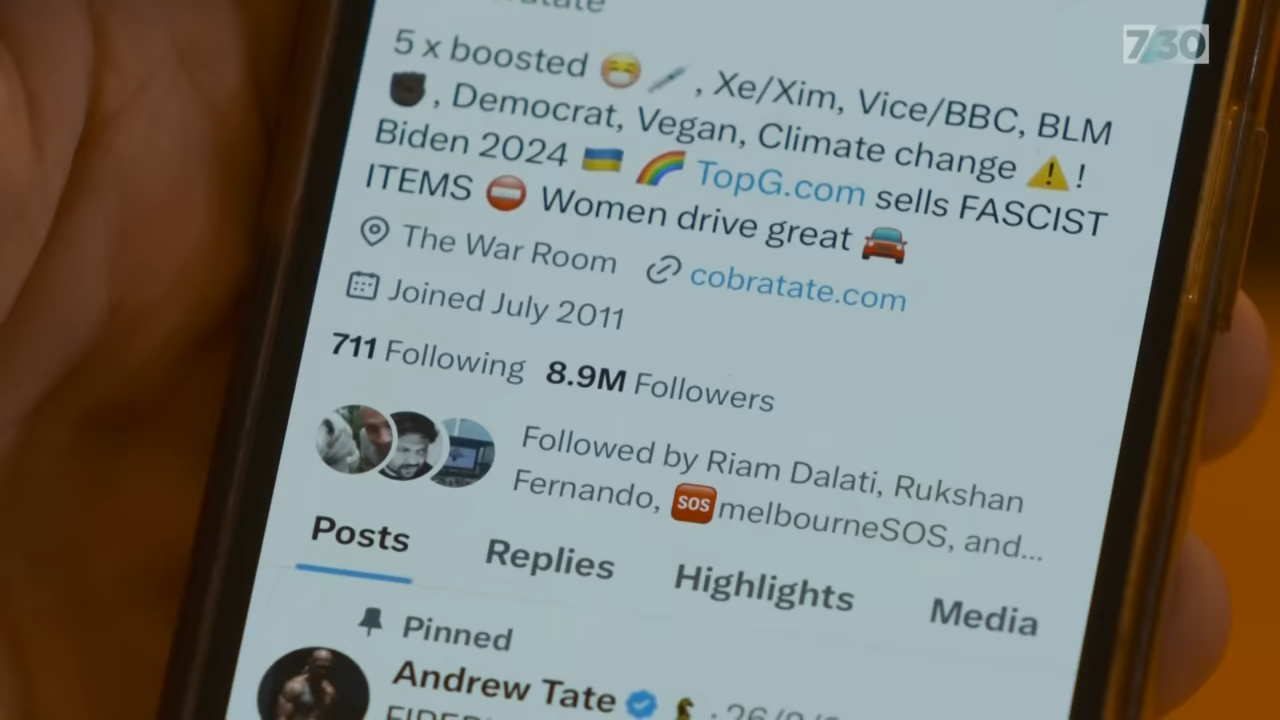 7.30
5 x boosted 😷💉, Xe/Xim, Vice/BBC, BLM
✊🏿, Democrat, Vegan, Climate change ⚠️!
Biden 2024 🇺🇦 🌈 TopG.com sells FASCIST
ITEMS ⛔ Women drive great 🚘
The War Room cobratate.com
Joined July 2011
711 Following 8.9M Followers
Followed by Riam Dalati, Rukshan
Fernando, 🆘melbourneSOS, and...
Posts Replies Highlights Media
Pinned
Andrew Tate